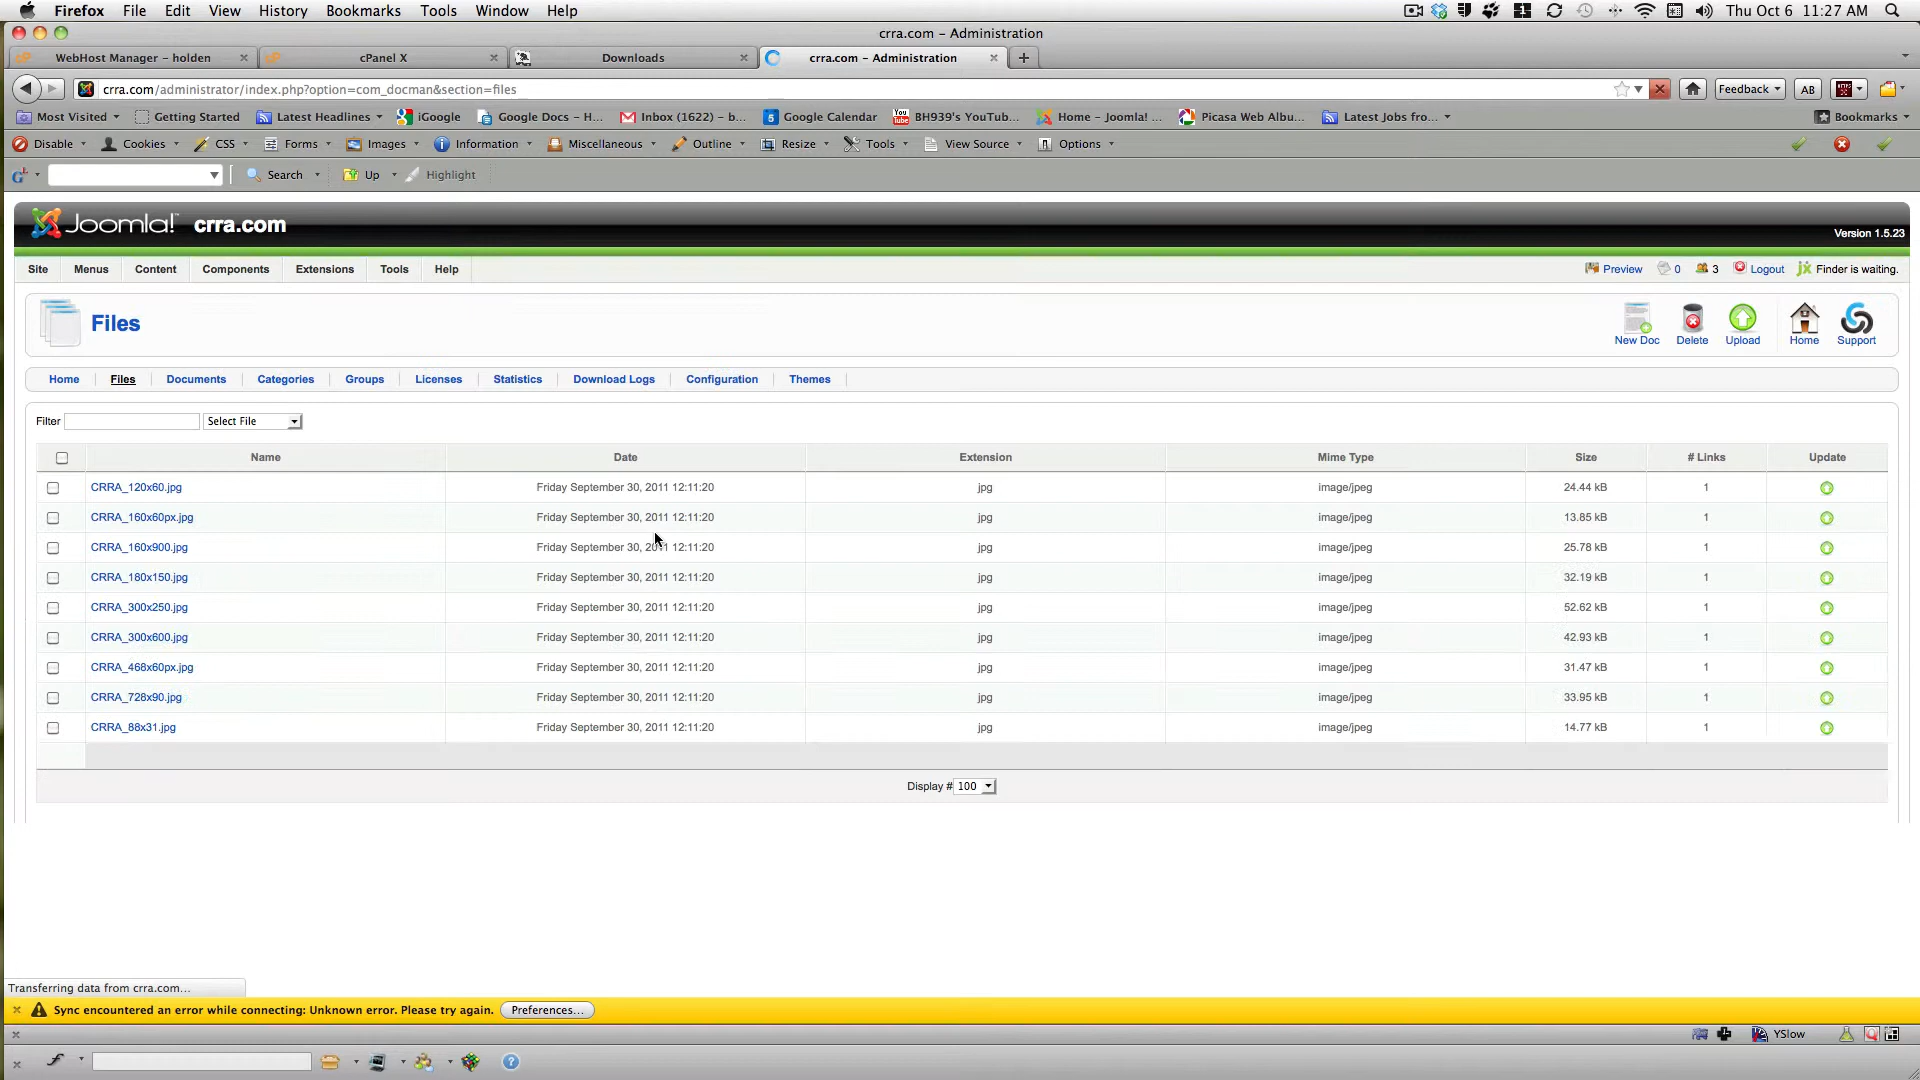 Firefox File Edit View History Bookmarks Tools Window Help Thu Oct 6 11:27 AM
crra.com – Administration
WebHost Manager – holden cPanel X Downloads crra.com – Administration
crra.com/administrator/index.php?option=com_docman&section=files Feedback AB
Most Visited Getting Started Latest Headlines iGoogle Google Docs – H... Inbox (1622) – b... Google Calendar BH939's YouTub... Home – Joomla! ... Picasa Web Albu... Latest Jobs fro... Bookmarks
Disable Cookies CSS Forms Images Information Miscellaneous Outline Resize Tools View Source Options
Search Up Highlight
Joomla! crra.com
Version 1.5.23
Site Menus Content Components Extensions Tools Help Preview 0 3 Logout Finder is waiting.
Files New Doc Delete Upload Home Support
Home Files Documents Categories Groups Licenses Statistics Download Logs Configuration Themes
Filter Select File
Name Date Extension Mime Type Size # Links Update
CRRA_120x60.jpg Friday September 30, 2011 12:11:20 jpg image/jpeg 24.44 kB 1
CRRA_160x60px.jpg Friday September 30, 2011 12:11:20 jpg image/jpeg 13.85 kB 1
CRRA_160x900.jpg Friday September 30, 2011 12:11:20 jpg image/jpeg 25.78 kB 1
CRRA_180x150.jpg Friday September 30, 2011 12:11:20 jpg image/jpeg 32.19 kB 1
CRRA_300x250.jpg Friday September 30, 2011 12:11:20 jpg image/jpeg 52.62 kB 1
CRRA_300x600.jpg Friday September 30, 2011 12:11:20 jpg image/jpeg 42.93 kB 1
CRRA_468x60px.jpg Friday September 30, 2011 12:11:20 jpg image/jpeg 31.47 kB 1
CRRA_728x90.jpg Friday September 30, 2011 12:11:20 jpg image/jpeg 33.95 kB 1
CRRA_88x31.jpg Friday September 30, 2011 12:11:20 jpg image/jpeg 14.77 kB 1
Display # 100
Transferring data from crra.com...
Sync encountered an error while connecting: Unknown error. Please try again. Preferences...
YSlow